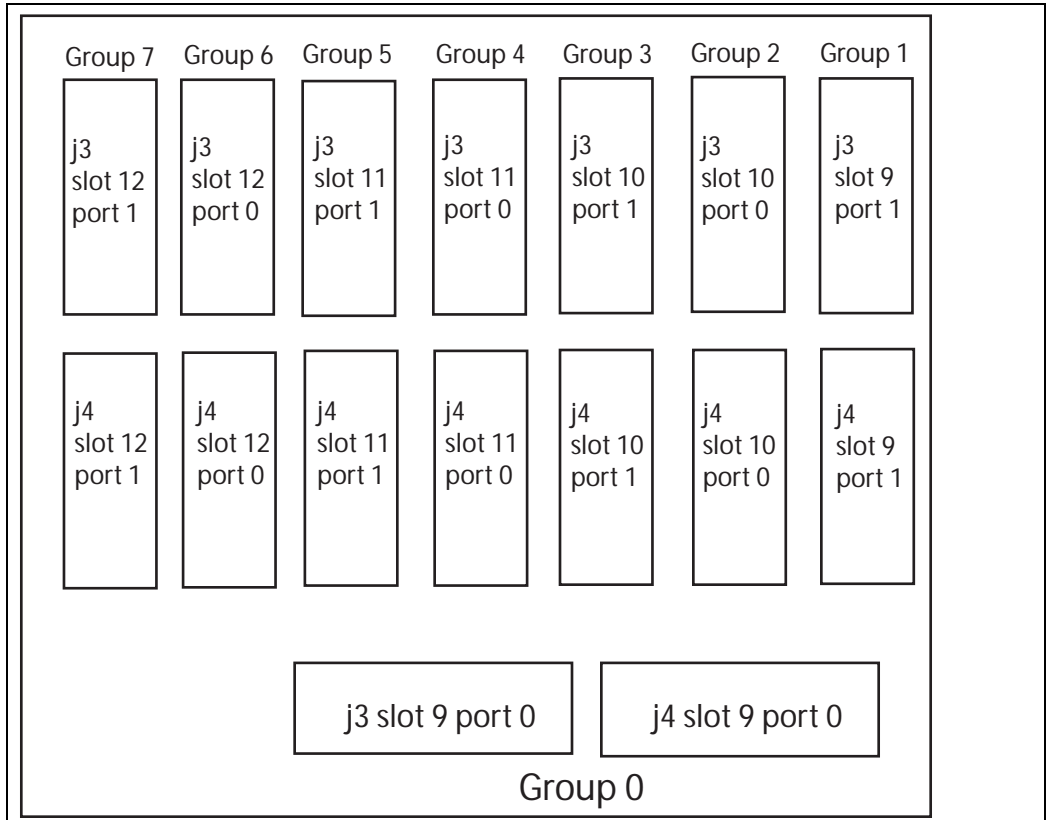 Group 7 Group 6 Group 5 Group 4 Group 3 Group 2 Group 1
j3
slot 12
port 1
j3
slot 12
port 0
j3
slot 11
port 1
j3
slot 11
port 0
j3
slot 10
port 1
j3
slot 10
port 0
j3
slot 9
port 1
j4
slot 12
port 1
j4
slot 12
port 0
j4
slot 11
port 1
j4
slot 11
port 0
j4
slot 10
port 1
j4
slot 10
port 0
j4
slot 9
port 1
j3 slot 9 port 0
j4 slot 9 port 0
Group 0